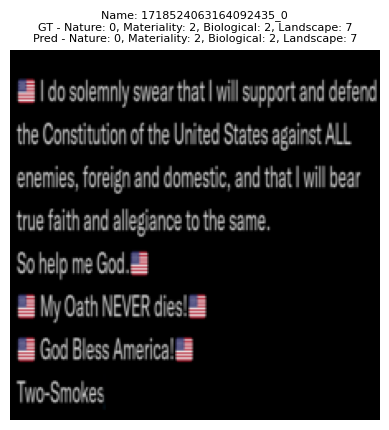 Name: 1718524063164092435_0
GT - Nature: 0, Materiality: 2, Biological: 2, Landscape: 7
Pred - Nature: 0, Materiality: 2, Biological: 2, Landscape: 7
🇺🇸 I do solemnly swear that I will support and defend
the Constitution of the United States against ALL
enemies, foreign and domestic, and that I will bear
true faith and allegiance to the same.
So help me God.🇺🇸
🇺🇸 My Oath NEVER dies!🇺🇸
🇺🇸 God Bless America!🇺🇸
Two-Smokes